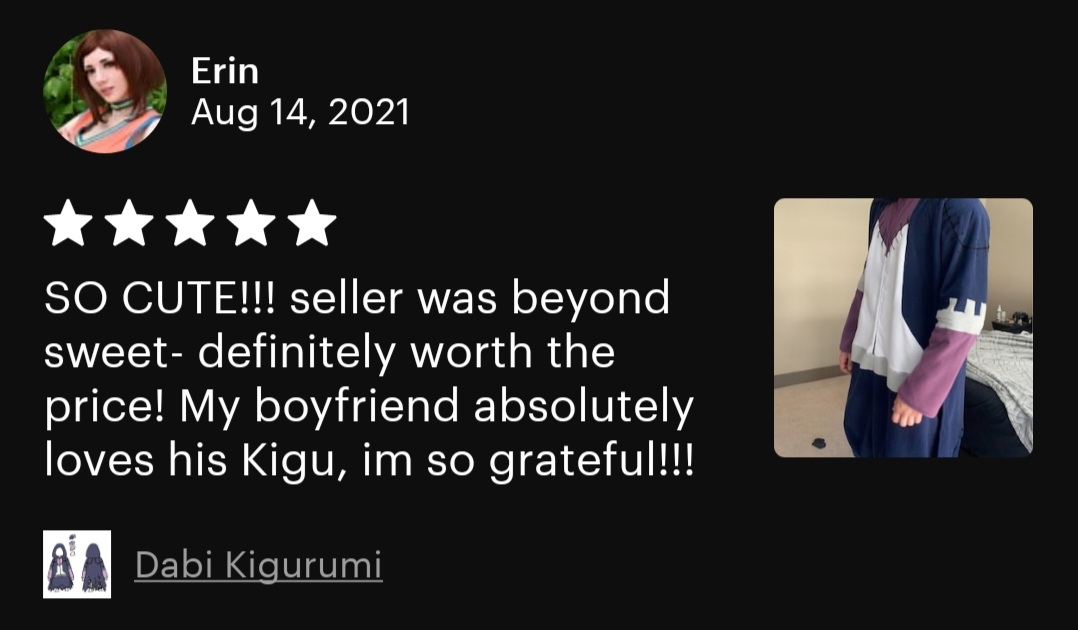 Erin
Aug 14, 2021
SO CUTE!!! seller was beyond
sweet- definitely worth the
price! My boyfriend absolutely
loves his Kigu, im so grateful!!!
Dabi Kigurumi